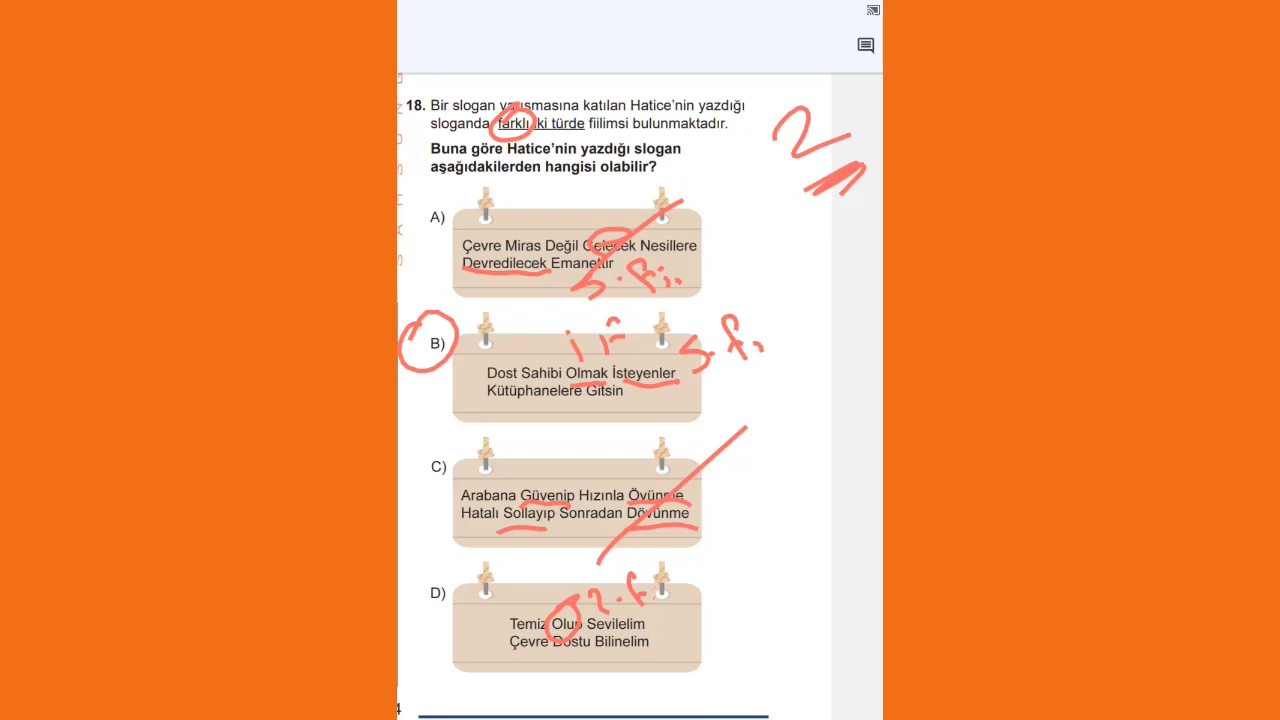 18. Bir slogan yarışmasına katılan Hatice'nin yazdığı
sloganda farklı iki türde fiilimsi bulunmaktadır.
Buna göre Hatice'nin yazdığı slogan
aşağıdakilerden hangisi olabilir?
2
A)
Çevre Miras Değil Gelecek Nesillere
Devredilecek Emanettir
S.F.
B)
i F
S.f.
Dost Sahibi Olmak İsteyenler
Kütüphanelere Gitsin
C)
Arabana Güvenip Hızınla Övünme
Hatalı Sollayıp Sonradan Dövünme
D)
Temiz Olup Sevilelim
Çevre Dostu Bilinelim
4